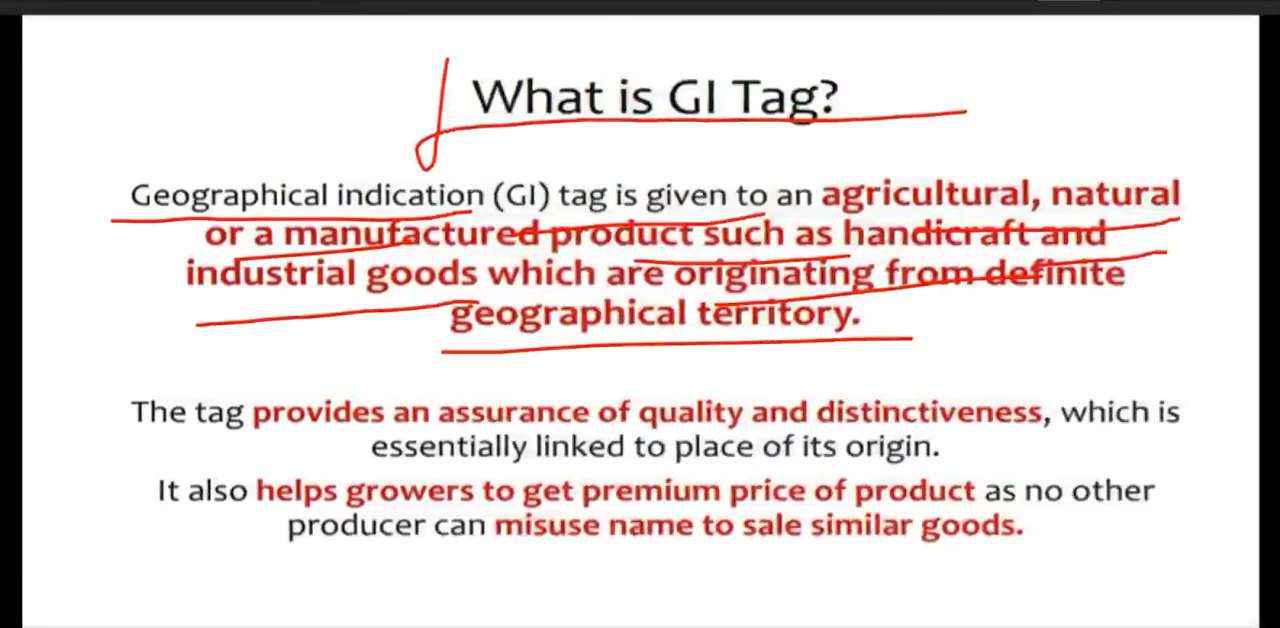 What is GI Tag?
Geographical indication (GI) tag is given to an agricultural, natural
or a manufactured product such as handicraft and
industrial goods which are originating from definite
geographical territory.
The tag provides an assurance of quality and distinctiveness, which is
essentially linked to place of its origin.
It also helps growers to get premium price of product as no other
producer can misuse name to sale similar goods.